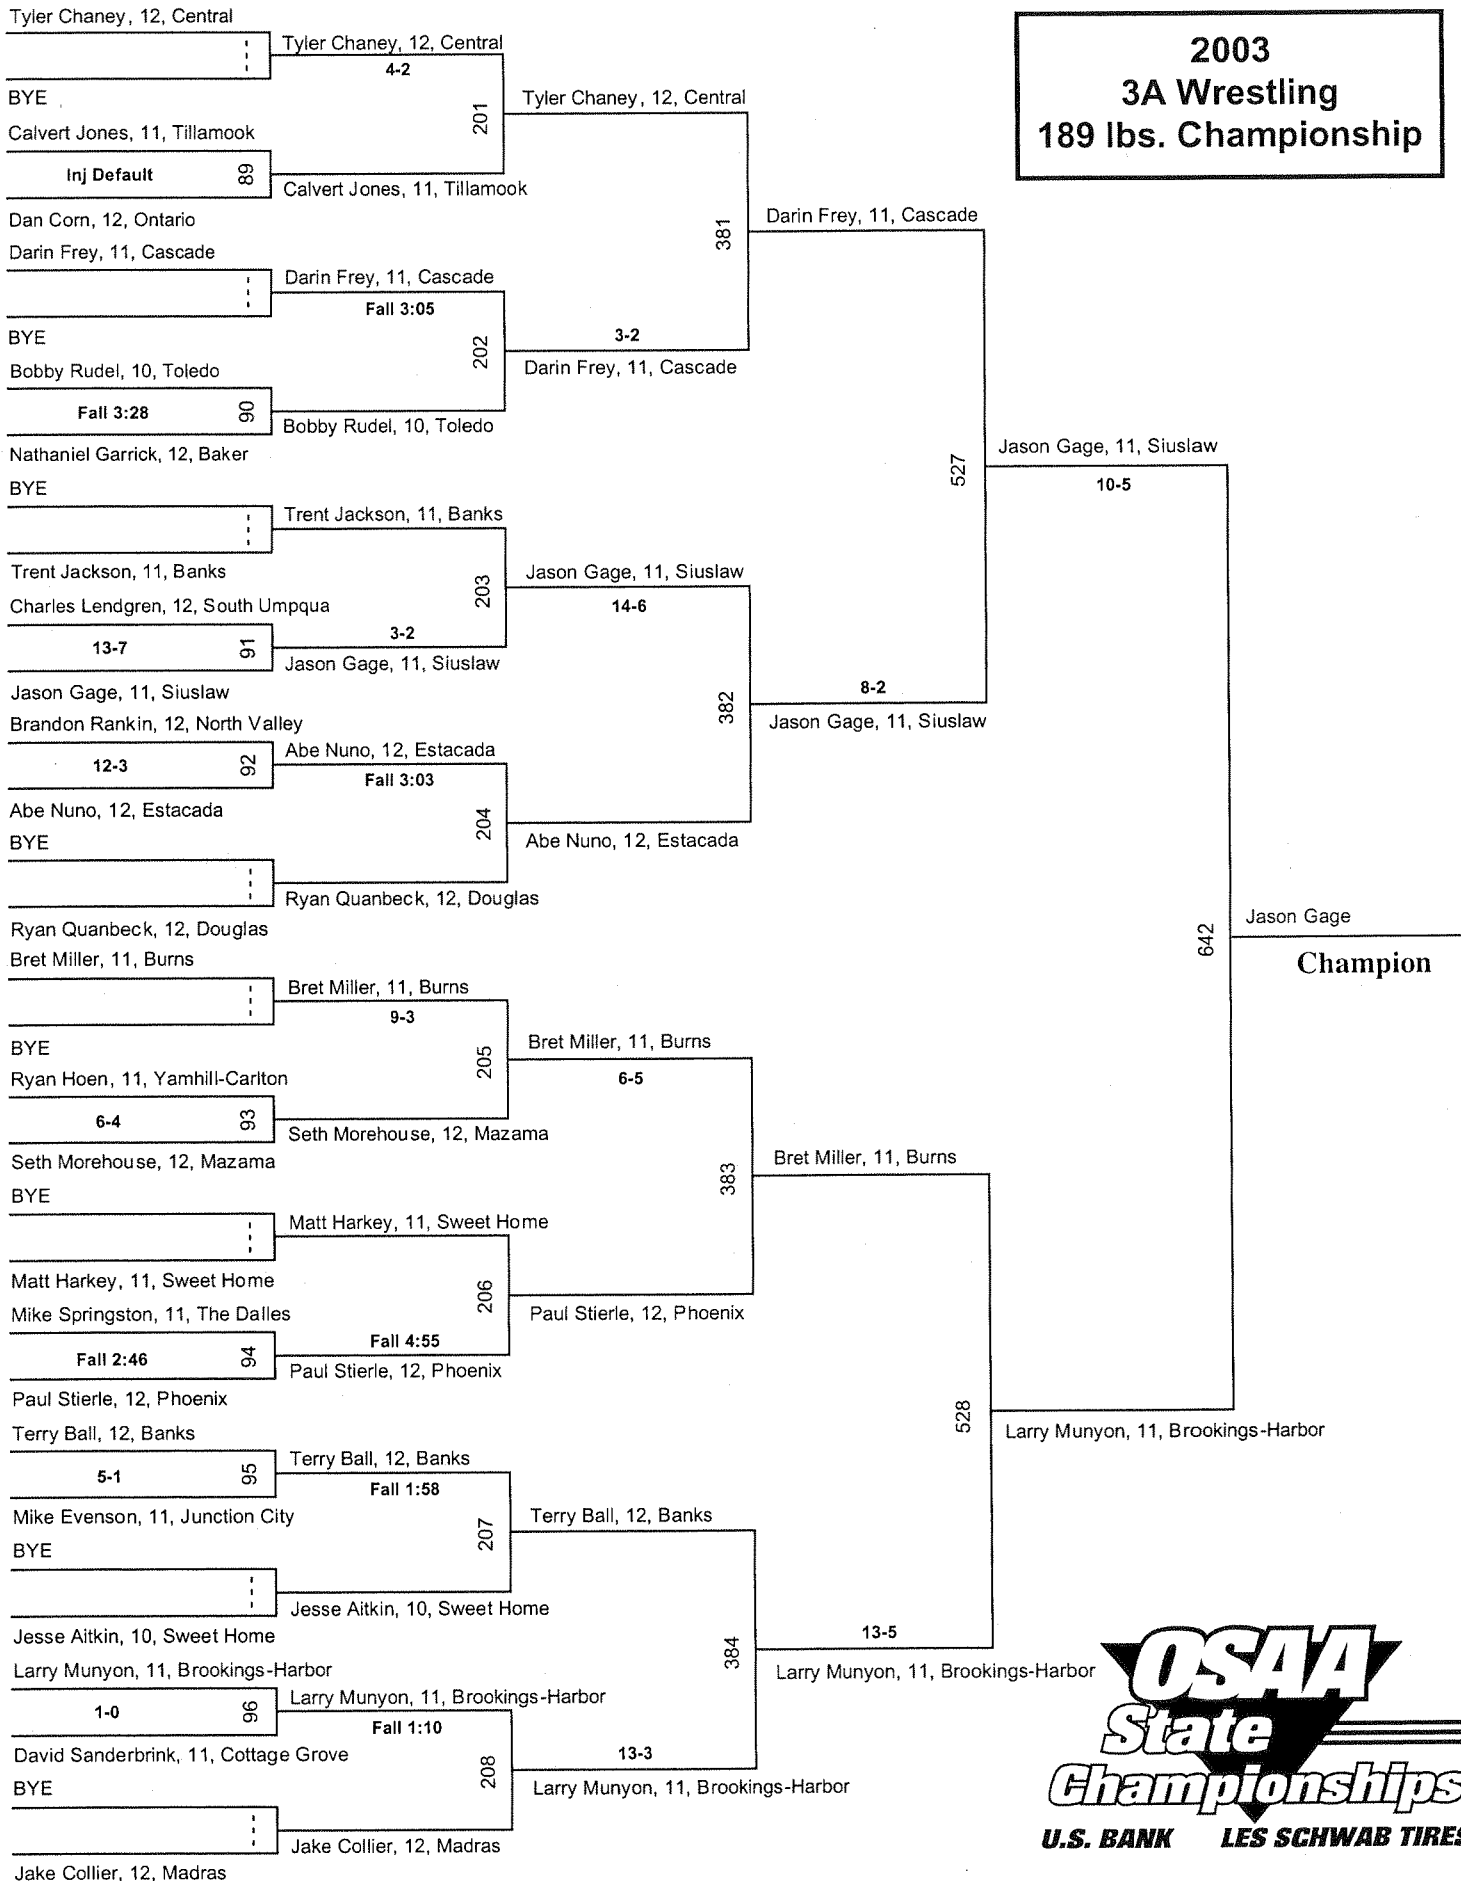 2003
3A Wrestling
189 lbs. Championship
Tyler Chaney, 12, Central
BYE
Calvert Jones, 11, Tillamook
Inj Default
89
Dan Corn, 12, Ontario
Darin Frey, 11, Cascade
BYE
Bobby Rudel, 10, Toledo
Fall 3:28
90
Nathaniel Garrick, 12, Baker
BYE
Trent Jackson, 11, Banks
Charles Lendgren, 12, South Umpqua
13-7
91
Jason Gage, 11, Siuslaw
Brandon Rankin, 12, North Valley
12-3
92
Abe Nuno, 12, Estacada
BYE
Ryan Quanbeck, 12, Douglas
Bret Miller, 11, Burns
BYE
Ryan Hoen, 11, Yamhill-Carlton
6-4
93
Seth Morehouse, 12, Mazama
BYE
Matt Harkey, 11, Sweet Home
Mike Springston, 11, The Dalles
Fall 2:46
94
Paul Stierle, 12, Phoenix
Terry Ball, 12, Banks
5-1
95
Mike Evenson, 11, Junction City
BYE
Jesse Aitkin, 10, Sweet Home
Larry Munyon, 11, Brookings-Harbor
1-0
96
David Sanderbrink, 11, Cottage Grove
BYE
Jake Collier, 12, Madras
Tyler Chaney, 12, Central
4-2
201
Calvert Jones, 11, Tillamook
Darin Frey, 11, Cascade
Fall 3:05
202
Bobby Rudel, 10, Toledo
Trent Jackson, 11, Banks
203
3-2
Jason Gage, 11, Siuslaw
Abe Nuno, 12, Estacada
Fall 3:03
204
Ryan Quanbeck, 12, Douglas
Bret Miller, 11, Burns
9-3
205
Seth Morehouse, 12, Mazama
Matt Harkey, 11, Sweet Home
206
Fall 4:55
Paul Stierle, 12, Phoenix
Terry Ball, 12, Banks
Fall 1:58
207
Jesse Aitkin, 10, Sweet Home
Larry Munyon, 11, Brookings-Harbor
Fall 1:10
208
Jake Collier, 12, Madras
Tyler Chaney, 12, Central
381
3-2
Darin Frey, 11, Cascade
Jason Gage, 11, Siuslaw
14-6
382
Abe Nuno, 12, Estacada
Bret Miller, 11, Burns
6-5
383
Paul Stierle, 12, Phoenix
Terry Ball, 12, Banks
384
13-3
Larry Munyon, 11, Brookings-Harbor
Darin Frey, 11, Cascade
527
8-2
Jason Gage, 11, Siuslaw
Bret Miller, 11, Burns
528
13-5
Larry Munyon, 11, Brookings-Harbor
Jason Gage, 11, Siuslaw
10-5
642
Larry Munyon, 11, Brookings-Harbor
Jason Gage
Champion
OSAA
State
Championships
U.S. BANK LES SCHWAB TIRES